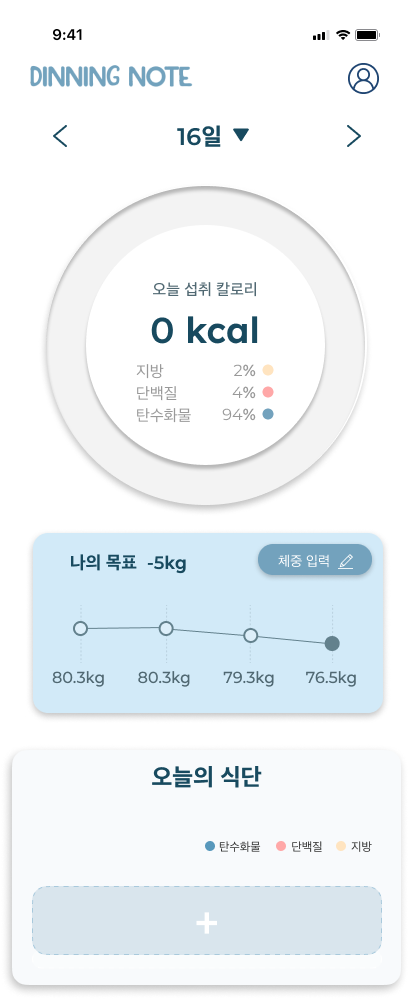 9:41
DINNING NOTE
16일 ▼
오늘 섭취 칼로리
0 kcal
지방 2%
단백질 4%
탄수화물 94%
나의 목표 -5kg 체중 입력
80.3kg 80.3kg 79.3kg 76.5kg
오늘의 식단
탄수화물 단백질 지방
+